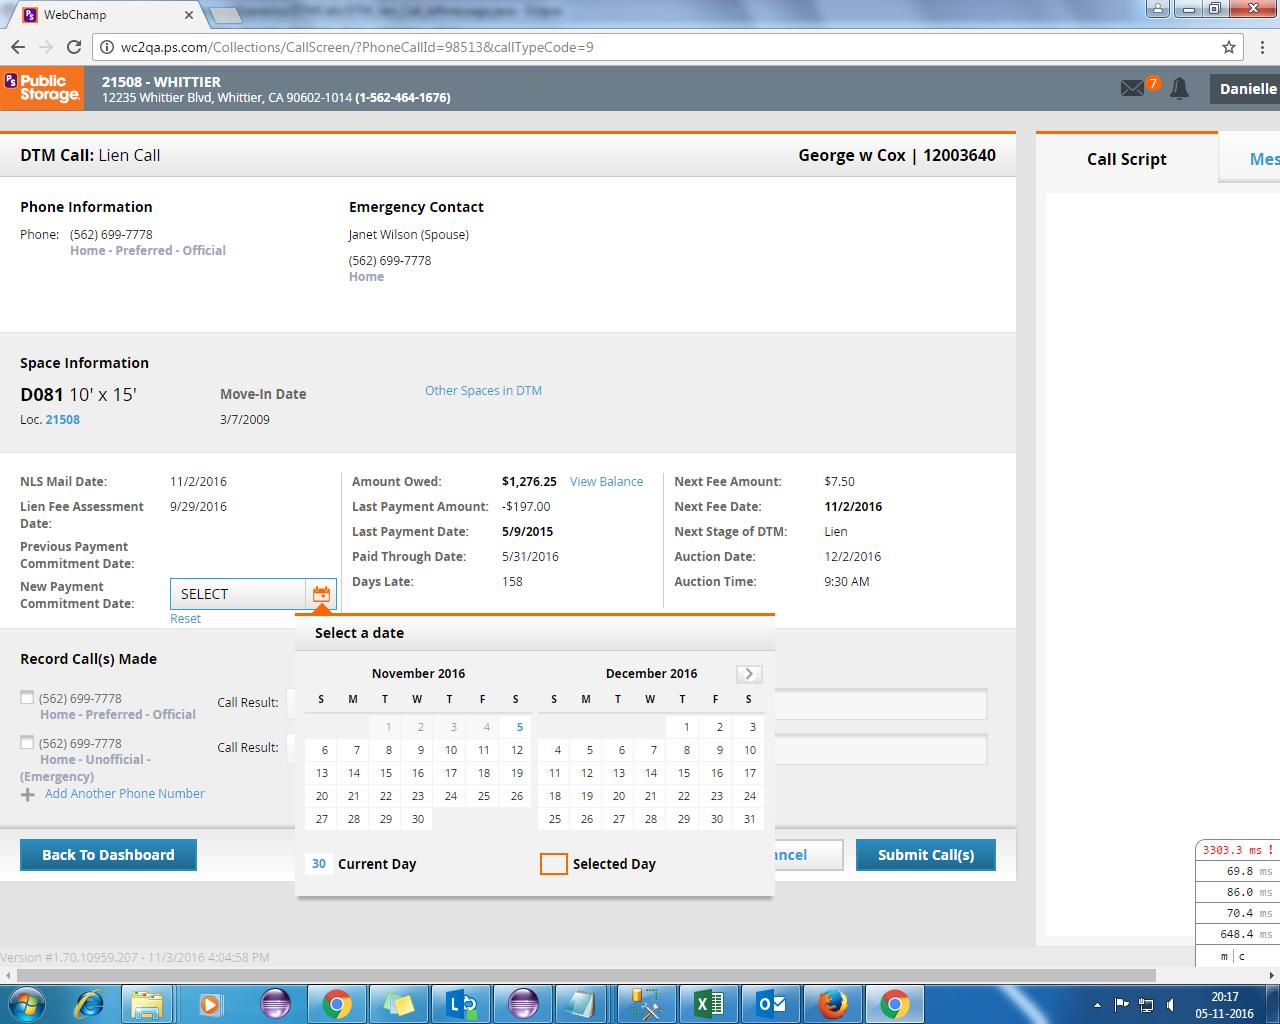 WebChamp
wc2qa.ps.com/Collections/CallScreen/?PhoneCallId=98513&callTypeCode=9
PS Public Storage.
21508 - WHITTIER
12235 Whittier Blvd, Whittier, CA 90602-1014 (1-562-464-1676)
7
Danielle
DTM Call: Lien Call
George w Cox | 12003640
Call Script
Mes
Phone Information
Phone: (562) 699-7778
Home - Preferred - Official
Emergency Contact
Janet Wilson (Spouse)
(562) 699-7778
Home
Space Information
D081 10' x 15'
Loc. 21508
Move-In Date
3/7/2009
Other Spaces in DTM
NLS Mail Date: 11/2/2016
Lien Fee Assessment Date: 9/29/2016
Previous Payment Commitment Date:
New Payment Commitment Date: SELECT
Reset
Amount Owed: $1,276.25 View Balance
Last Payment Amount: -$197.00
Last Payment Date: 5/9/2015
Paid Through Date: 5/31/2016
Days Late: 158
Next Fee Amount: $7.50
Next Fee Date: 11/2/2016
Next Stage of DTM: Lien
Auction Date: 12/2/2016
Auction Time: 9:30 AM
Select a date
November 2016
S M T W T F S
1 2 3 4 5
6 7 8 9 10 11 12
13 14 15 16 17 18 19
20 21 22 23 24 25 26
27 28 29 30
December 2016
S M T W T F S
1 2 3
4 5 6 7 8 9 10
11 12 13 14 15 16 17
18 19 20 21 22 23 24
25 26 27 28 29 30 31
30 Current Day
Selected Day
Record Call(s) Made
(562) 699-7778
Home - Preferred - Official
Call Result:
(562) 699-7778
Home - Unofficial -
(Emergency)
Call Result:
Add Another Phone Number
Back To Dashboard
ncel
Submit Call(s)
3303.3 ms !
69.8 ms
86.0 ms
70.4 ms
648.4 ms
m | c
Version #1.70.10959.207 - 11/3/2016 4:04:58 PM
20:17
05-11-2016